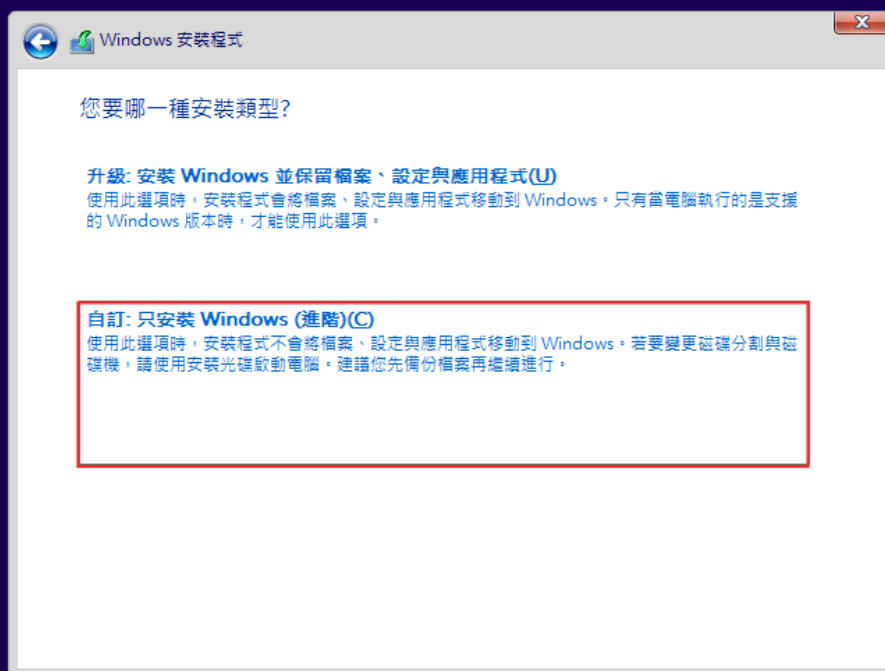 Windows 安裝程式
您要哪一種安裝類型?
升級: 安裝 Windows 並保留檔案、設定與應用程式(U)
使用此選項時，安裝程式會將檔案、設定與應用程式移動到 Windows。只有當電腦執行的是支援
的 Windows 版本時，才能使用此選項。
自訂: 只安裝 Windows (進階)(C)
使用此選項時，安裝程式不會將檔案、設定與應用程式移動到 Windows。若要變更磁碟分割與磁
碟機，請使用安裝光碟啟動電腦。建議您先備份檔案再繼續進行。